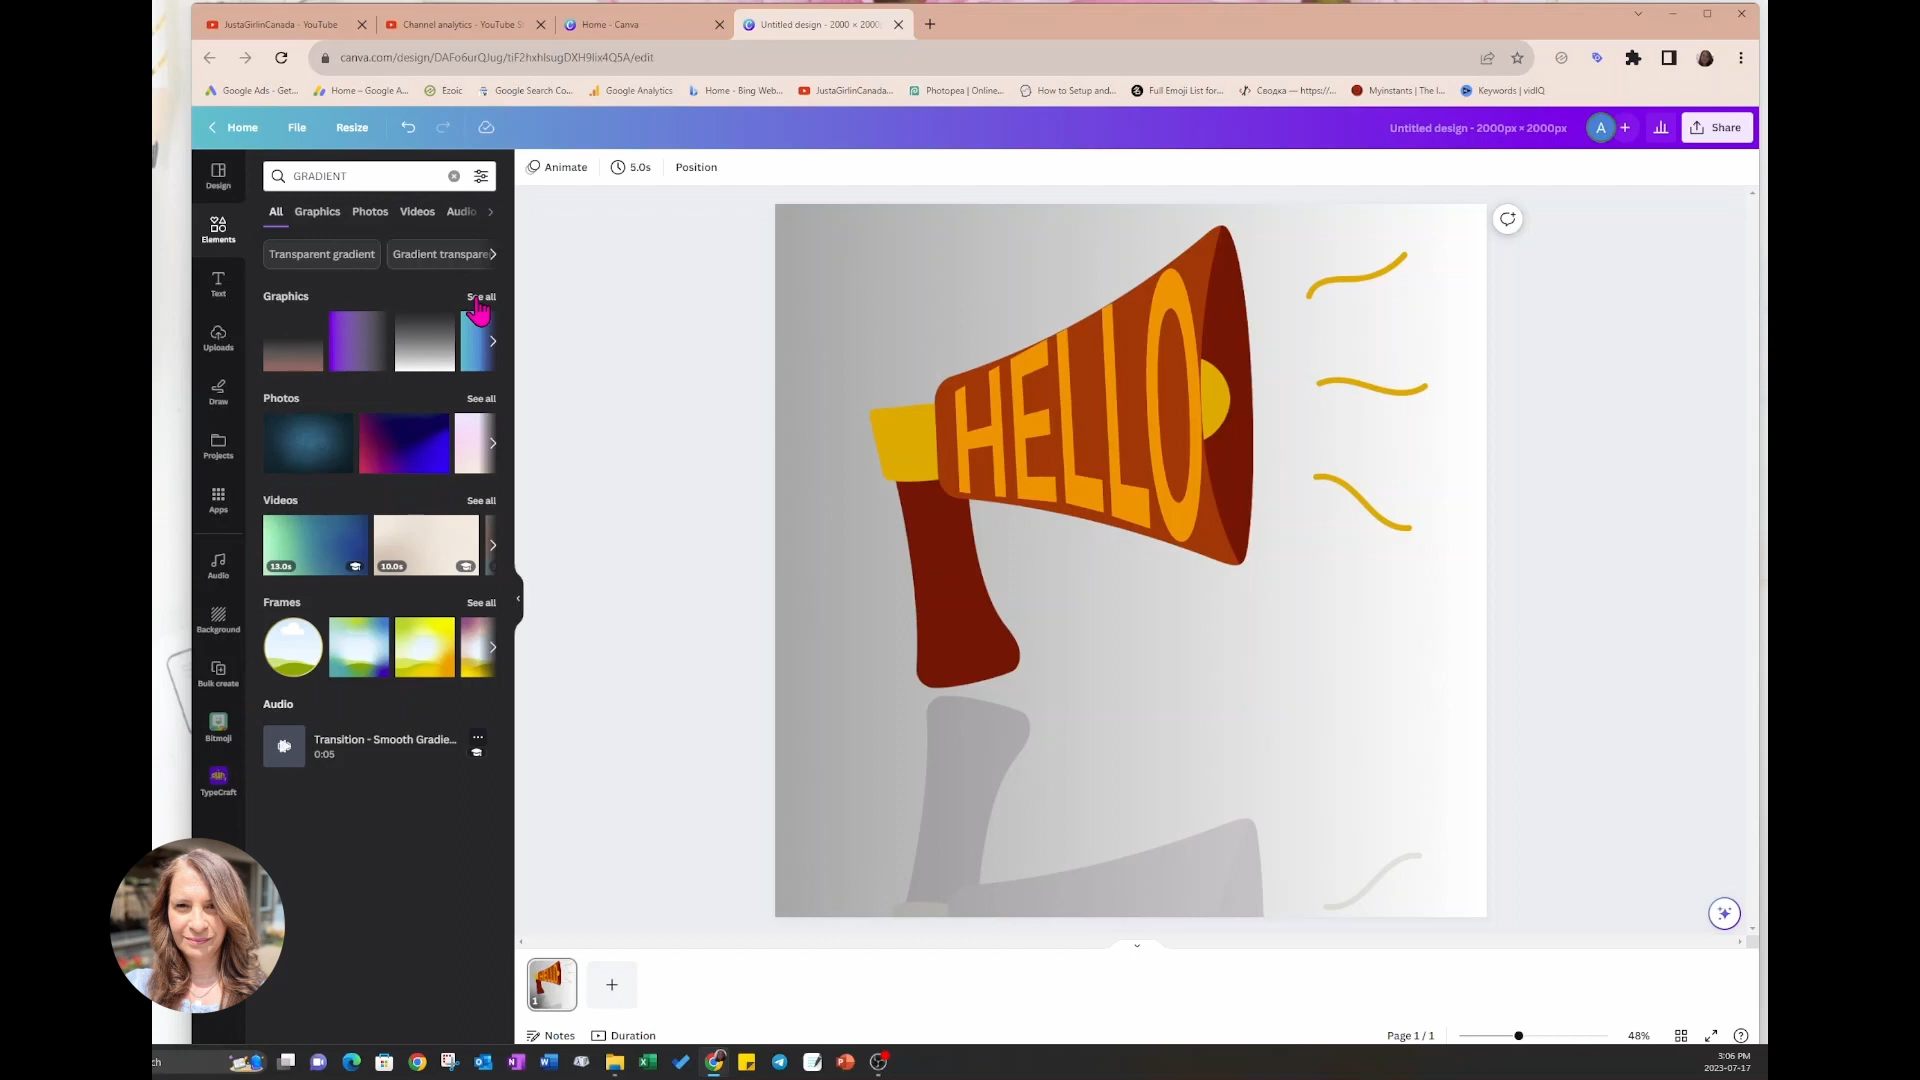 JustaGirlinCanada - YouTube
Channel analytics - YouTube S
Home - Canva
Untitled design - 2000 × 2000
canva.com/design/DAFo6urQJug/tiF2hxhlsugDXH9Iix4Q5A/edit
Google Ads - Get...
Home – Google A...
Ezoic
Google Search Co...
Google Analytics
Home - Bing Web...
JustaGirlinCanada...
Photopea | Online...
How to Setup and...
Full Emoji List for...
Сводка — https://...
Myinstants | The l...
Keywords | vidIQ
Home
File
Resize
Untitled design - 2000px × 2000px
A
Share
Design
Elements
Text
Uploads
Draw
Projects
Apps
Audio
Background
Bulk create
Bitmoji
TypeCraft
GRADIENT
All
Graphics
Photos
Videos
Audio
Transparent gradient
Gradient transpare
Graphics
See all
Photos
See all
Videos
See all
13.0s
10.0s
Frames
See all
Audio
Transition - Smooth Gradie...
0:05
Animate
5.0s
Position
HELLO
1
Notes
Duration
Page 1 / 1
48%
ch
3:06 PM
2023-07-17